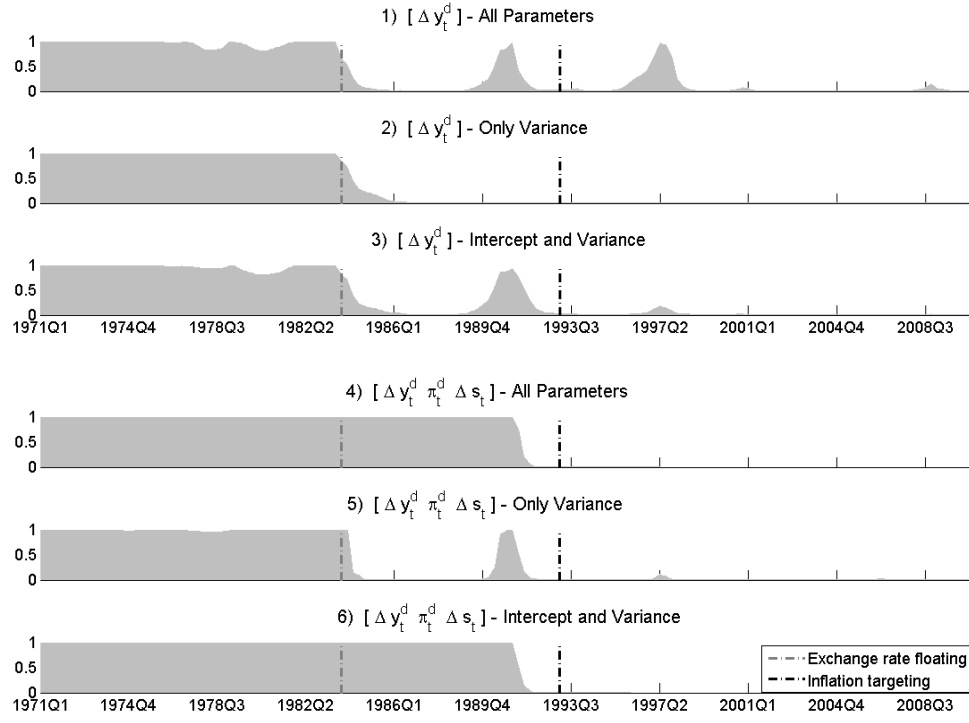 1) [ Δ y_t^d ] - All Parameters
1
0.5
0
2) [ Δ y_t^d ] - Only Variance
1
0.5
0
3) [ Δ y_t^d ] - Intercept and Variance
1
0.5
0
1971Q1 1974Q4 1978Q3 1982Q2 1986Q1 1989Q4 1993Q3 1997Q2 2001Q1 2004Q4 2008Q3
4) [ Δ y_t^d π_t^d Δ s_t ] - All Parameters
1
0.5
0
5) [ Δ y_t^d π_t^d Δ s_t ] - Only Variance
1
0.5
0
6) [ Δ y_t^d π_t^d Δ s_t ] - Intercept and Variance
1
0.5
0
1971Q1 1974Q4 1978Q3 1982Q2 1986Q1 1989Q4 1993Q3 1997Q2 2001Q1 2004Q4 2008Q3
Exchange rate floating
Inflation targeting